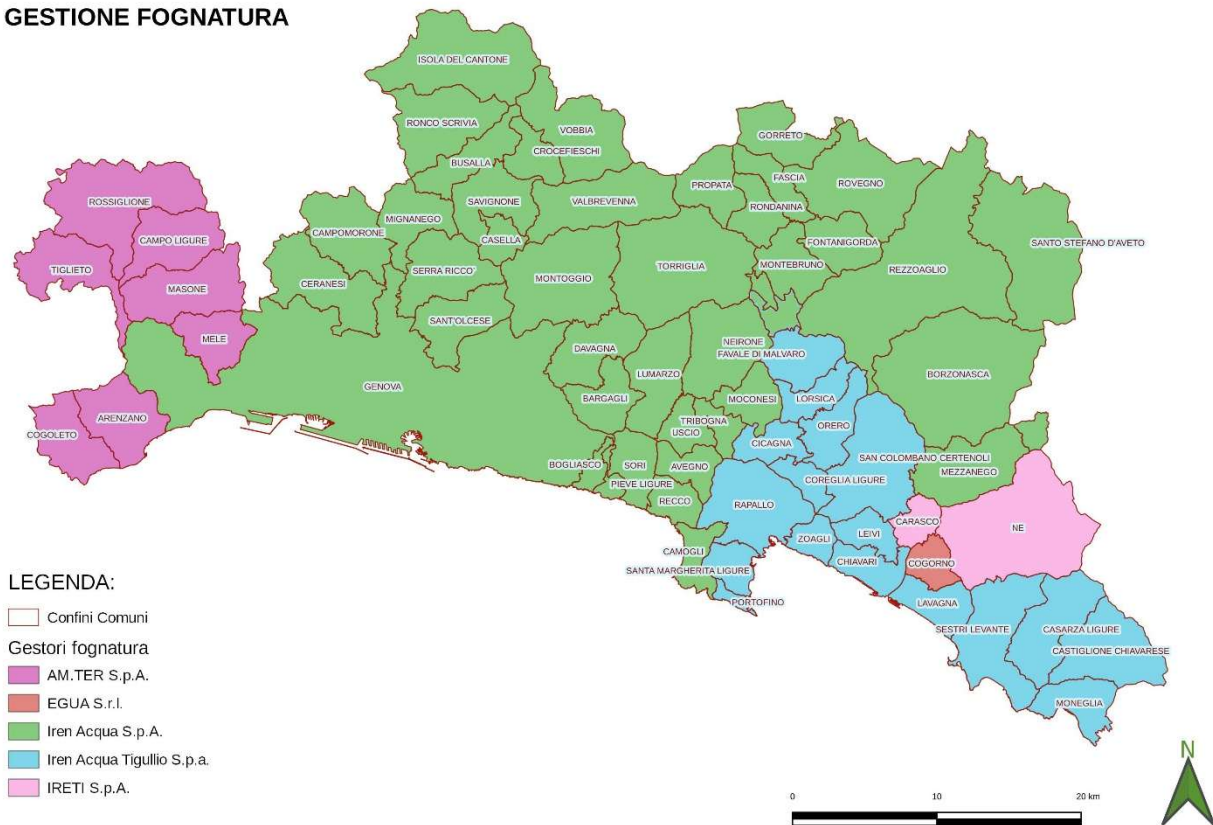 GESTIONE FOGNATURA
ISOLA DEL CANTONE
RONCO SCRIVIA
VOBBIA
GORRETO
CROCEFIESCHI
BUSALLA
FASCIA
ROVEGNO
PROPATA
ROSSIGLIONE
SAVIGNONE
VALBREVENNA
RONDANINA
MIGNANEGO
CAMPOMORONE
CAMPO LIGURE
CASELLA
FONTANIGORDA
SANTO STEFANO D'AVETO
TIGLIETO
SERRA RICCO'
MONTOGGIO
TORRIGLIA
MONTEBRUNO
REZZOAGLIO
CERANESI
MASONE
SANT'OLCESE
MELE
DAVAGNA
NEIRONE
FAVALE DI MALVARO
LUMARZO
BORZONASCA
GENOVA
BARGAGLI
MOCONESI
LORSICA
ARENZANO
TRIBOGNA
ORERO
COGOLETO
USCIO
CICAGNA
SAN COLOMBANO CERTENOLI
BOGLIASCO
SORI
AVEGNO
MEZZANEGO
PIEVE LIGURE
COREGLIA LIGURE
RECCO
RAPALLO
CARASCO
NE
LEIVI
ZOAGLI
CAMOGLI
CHIAVARI
COGORNO
SANTA MARGHERITA LIGURE
PORTOFINO
LAVAGNA
SESTRI LEVANTE
CASARZA LIGURE
CASTIGLIONE CHIAVARESE
MONEGLIA
LEGENDA:
Confini Comuni
Gestori fognatura
AM.TER S.p.A.
EGUA S.r.l.
Iren Acqua S.p.A.
Iren Acqua Tigullio S.p.a.
IRETI S.p.A.
N
0 10 20 km